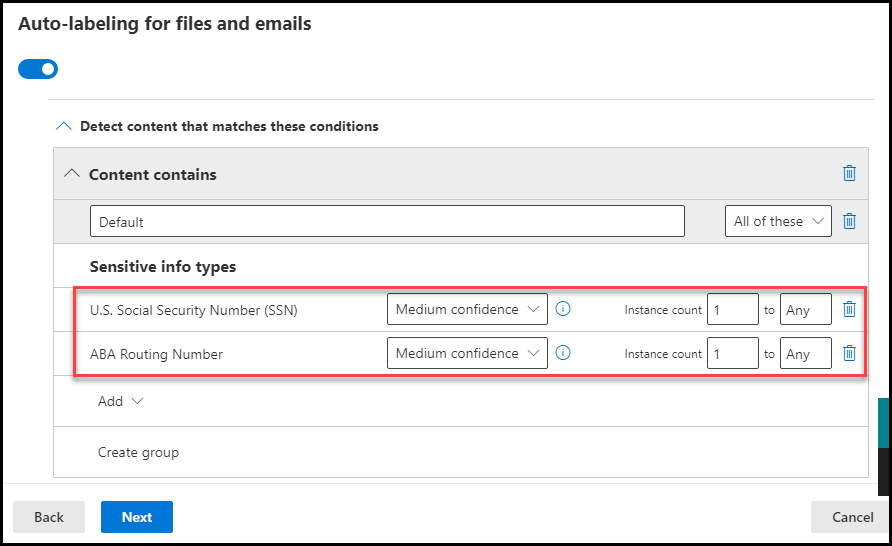 Auto-labeling for files and emails
Detect content that matches these conditions
Content contains
Default All of these
Sensitive info types
U.S. Social Security Number (SSN) Medium confidence Instance count 1 to Any
ABA Routing Number Medium confidence Instance count 1 to Any
Add
Create group
Back Next Cancel